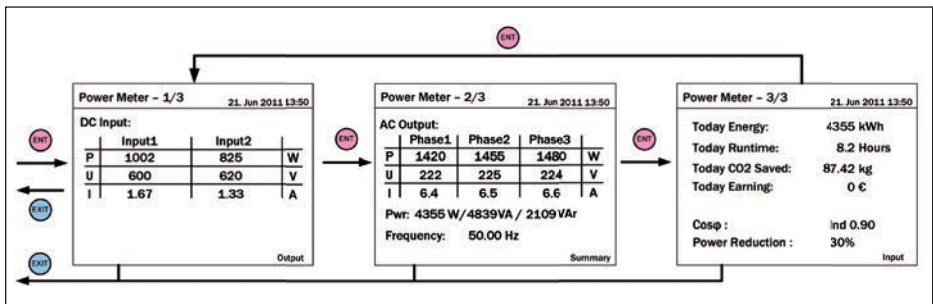 ENT
Power Meter – 1/3
21. Jun 2011 13:50
DC Input:
Input1 Input2
P 1002 825 W
U 600 620 V
I 1.67 1.33 A
Output
ENT
EXIT
EXIT
ENT
Power Meter – 2/3
21. Jun 2011 13:50
AC Output:
Phase1 Phase2 Phase3
P 1420 1455 1480 W
U 222 225 224 V
I 6.4 6.5 6.6 A
Pwr: 4355 W/4839VA / 2109 VAr
Frequency: 50.00 Hz
Summary
ENT
Power Meter – 3/3
21. Jun 2011 13:50
Today Energy: 4355 kWh
Today Runtime: 8.2 Hours
Today CO2 Saved: 87.42 kg
Today Earning: 0 €
Cosφ : Ind 0.90
Power Reduction : 30%
Input